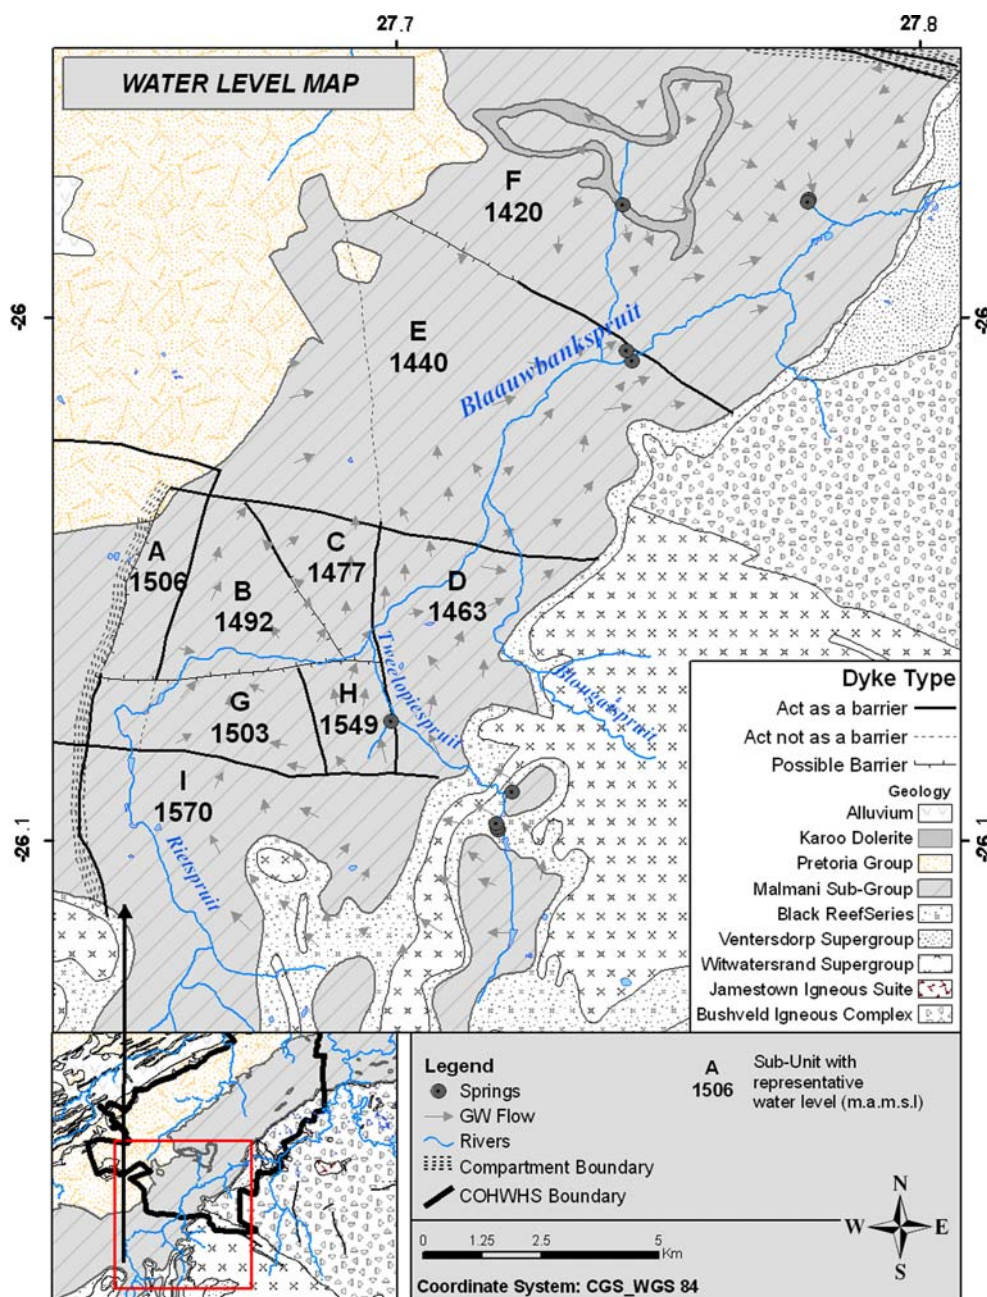 27.7
27.8
WATER LEVEL MAP
F
1420
-26
-26
E
1440
Blaauwbankspruit
A
1506
C
1477
B
1492
D
1463
Tweelopiespruit
Blougatspruit
G
1503
H
1549
I
1570
Rietspruit
-26.1
-26.1
Dyke Type
Act as a barrier
Act not as a barrier
Possible Barrier
Geology
Alluvium
Karoo Dolerite
Pretoria Group
Malmani Sub-Group
Black ReefSeries
Ventersdorp Supergroup
Witwatersrand Supergroup
Jamestown Igneous Suite
Bushveld Igneous Complex
Legend
Springs
GW Flow
Rivers
Compartment Boundary
COHWHS Boundary
A
1506
Sub-Unit with
representative
water level (m.a.m.s.l)
0 1.25 2.5 5
Km
Coordinate System: CGS_WGS 84
N
W E
S